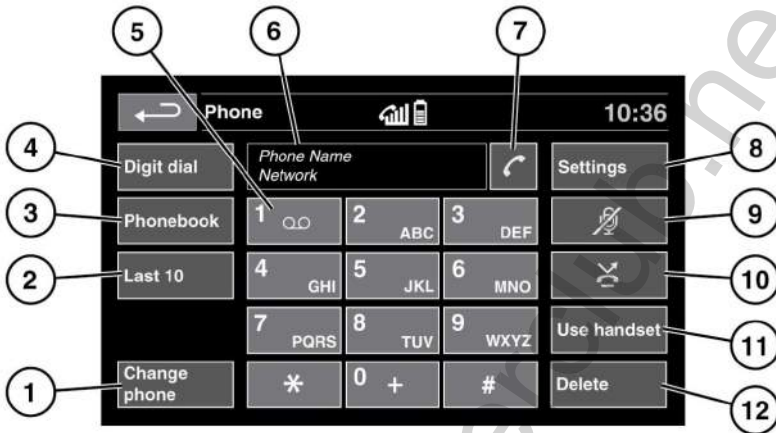 5 6 7
Phone 10:36
4 Digit dial Phone Name Settings 8
Network
3 Phonebook 1 2 ABC 3 DEF 9
2 Last 10 4 GHI 5 JKL 6 MNO 10
7 PQRS 8 TUV 9 WXYZ Use handset 11
1 Change phone * 0 + # Delete 12